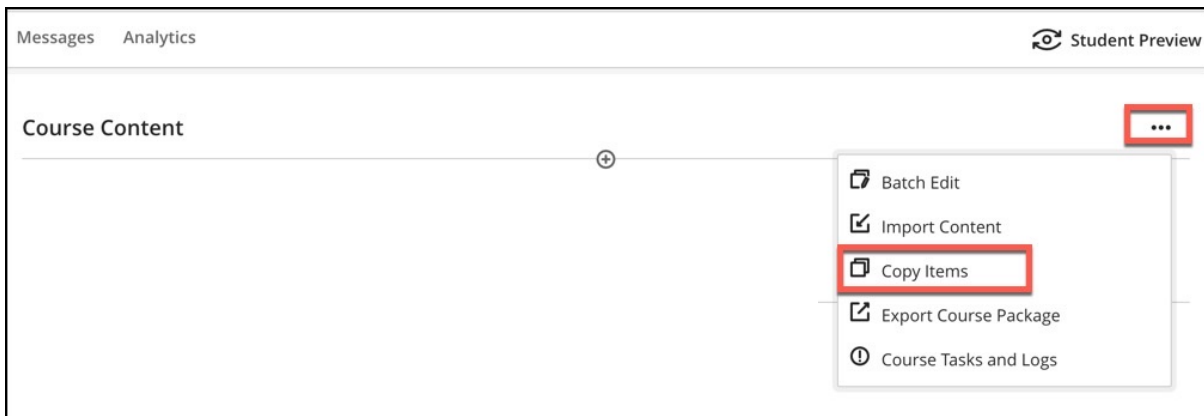 Messages Analytics Student Preview
Course Content
Batch Edit
Import Content
Copy Items
Export Course Package
Course Tasks and Logs